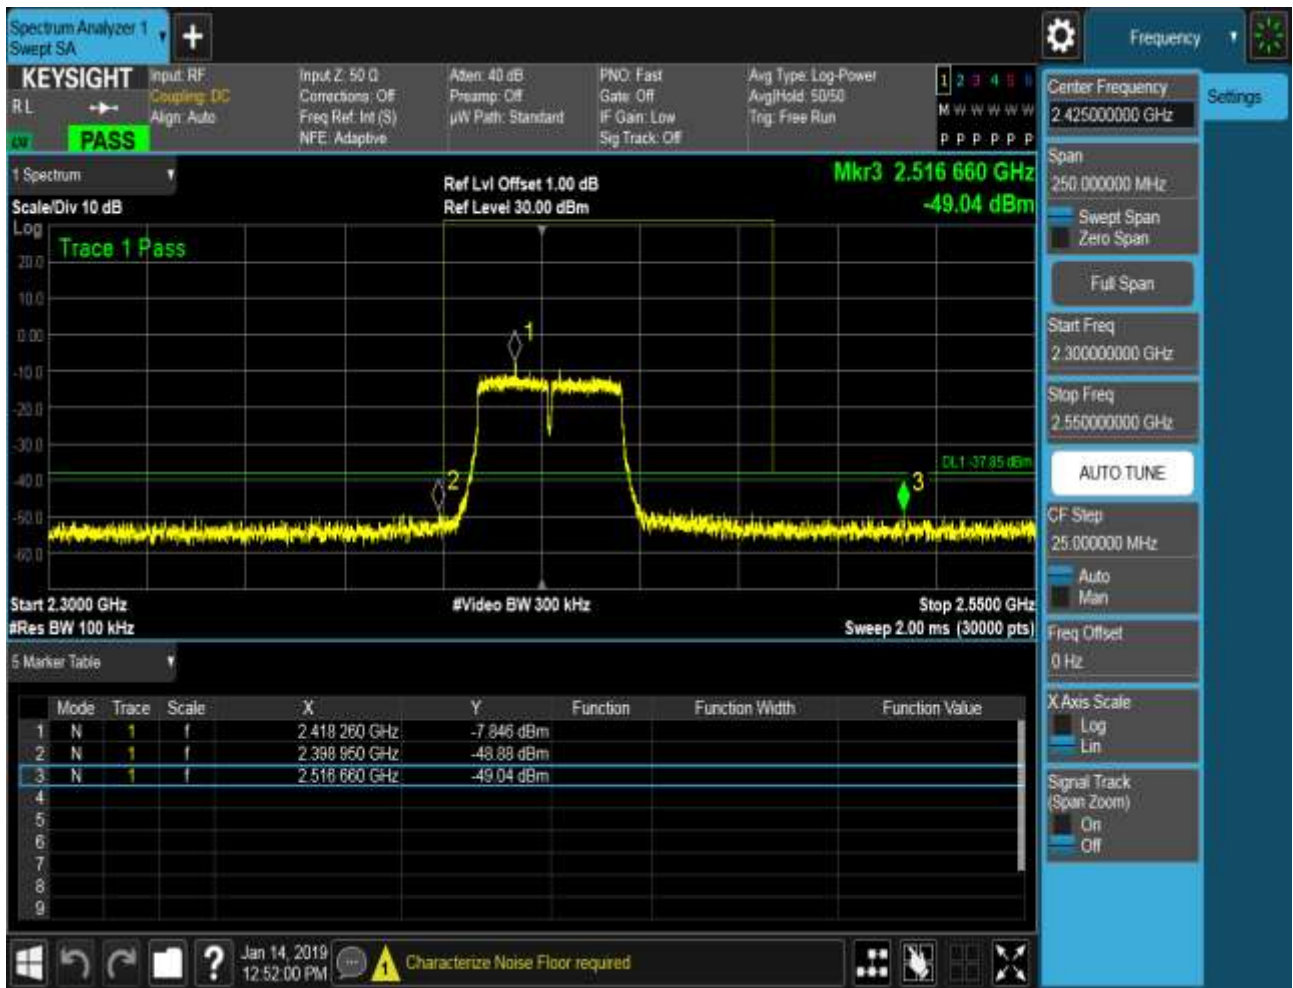 Spectrum Analyzer 1
Swept SA
Frequency
KEYSIGHT
R L
PASS
Input: RF
Coupling: DC
Align: Auto
Input Z: 50 Ω
Corrections: Off
Freq Ref: Int (S)
NFE: Adaptive
Atten: 40 dB
Preamp: Off
µW Path: Standard
PNO: Fast
Gate: Off
IF Gain: Low
Sig Track: Off
Avg Type: Log-Power
Avg|Hold: 50/50
Trig: Free Run
1 2 3 4 5 6
M W W W W W
P P P P P P
1 Spectrum
Scale/Div 10 dB
Ref Lvl Offset 1.00 dB
Ref Level 30.00 dBm
Mkr3 2.516 660 GHz
-49.04 dBm
Log
Trace 1 Pass
20.0
10.0
0.00
-10.0
-20.0
-30.0
-40.0
-50.0
-60.0
1
2
3
DL1 -37.85 dBm
Start 2.3000 GHz
#Video BW 300 kHz
Stop 2.5500 GHz
#Res BW 100 kHz
Sweep 2.00 ms (30000 pts)
5 Marker Table
Mode Trace Scale X Y Function Function Width Function Value
1 N 1 f 2.418 260 GHz -7.846 dBm
2 N 1 f 2.398 950 GHz -48.88 dBm
3 N 1 f 2.516 660 GHz -49.04 dBm
4
5
6
7
8
9
Center Frequency
2.425000000 GHz
Settings
Span
250.000000 MHz
Swept Span
Zero Span
Full Span
Start Freq
2.300000000 GHz
Stop Freq
2.550000000 GHz
AUTO TUNE
CF Step
25.000000 MHz
Auto
Man
Freq Offset
0 Hz
X Axis Scale
Log
Lin
Signal Track
(Span Zoom)
On
Off
?
Jan 14, 2019
12:52:00 PM
1
Characterize Noise Floor required